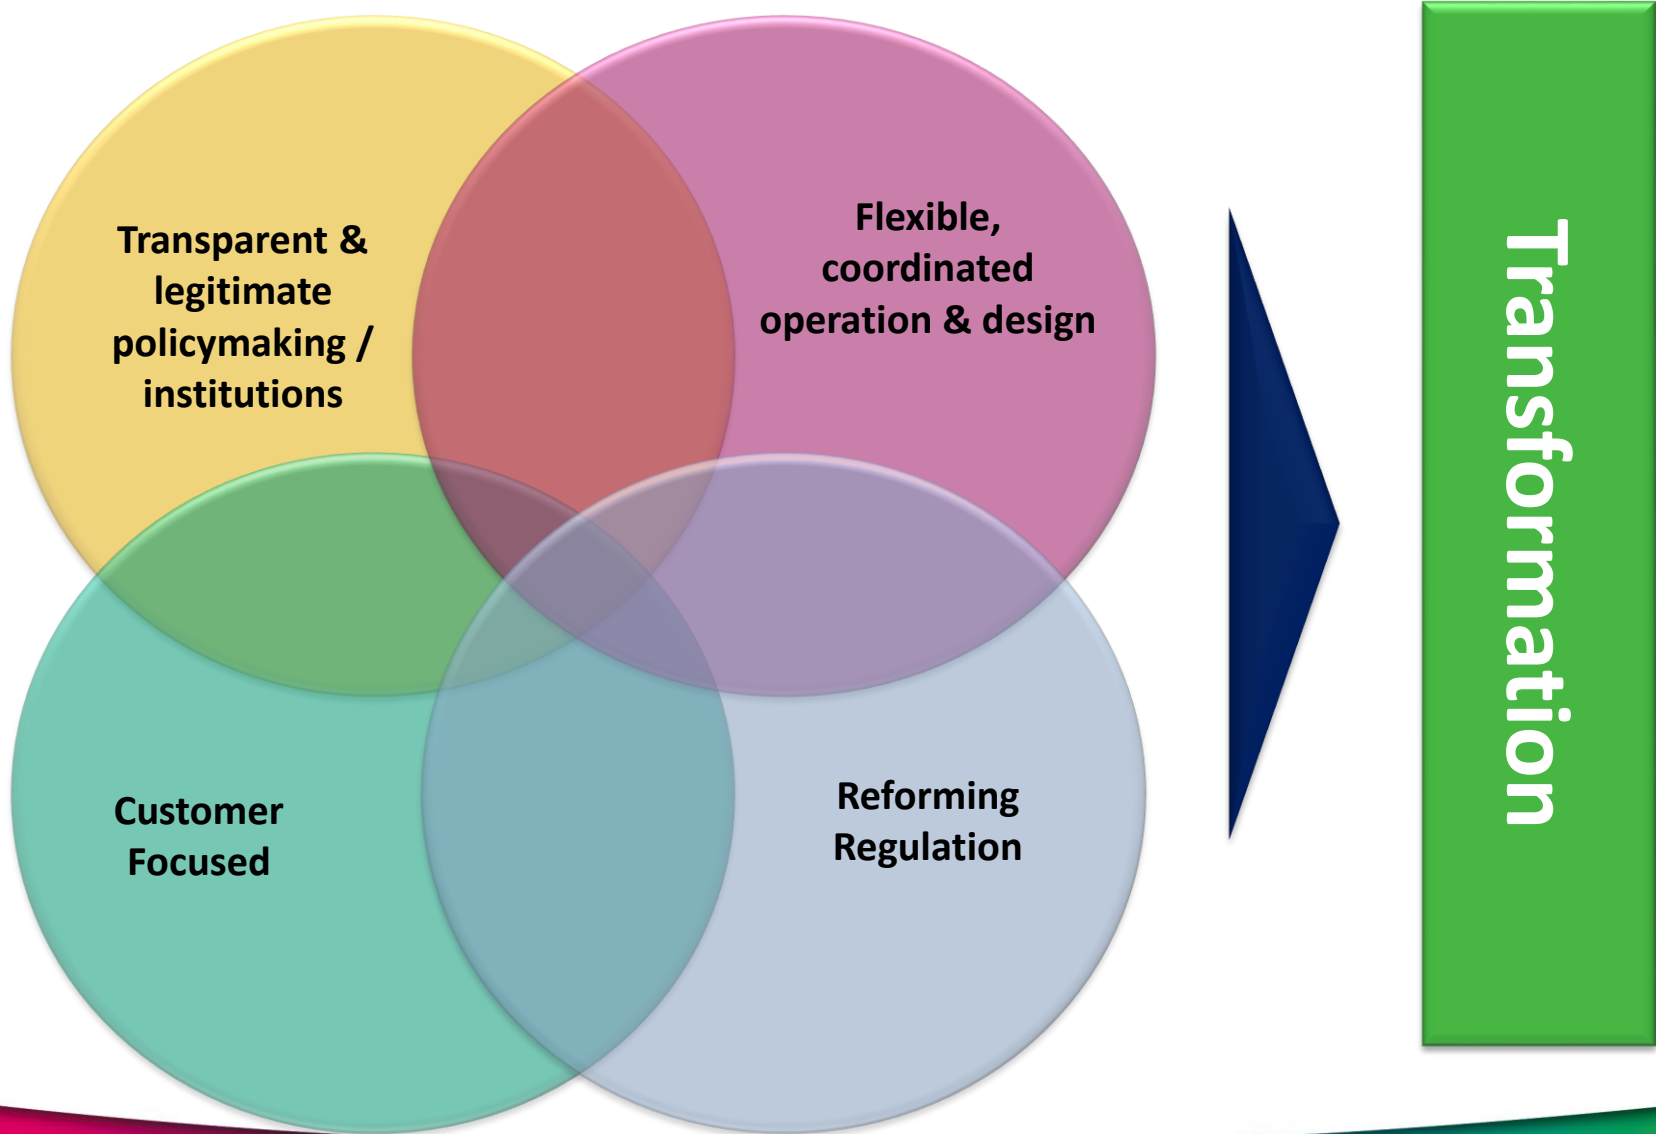 Transparent &
legitimate
policymaking /
institutions
Flexible,
coordinated
operation & design
Customer
Focused
Reforming
Regulation
Transformation